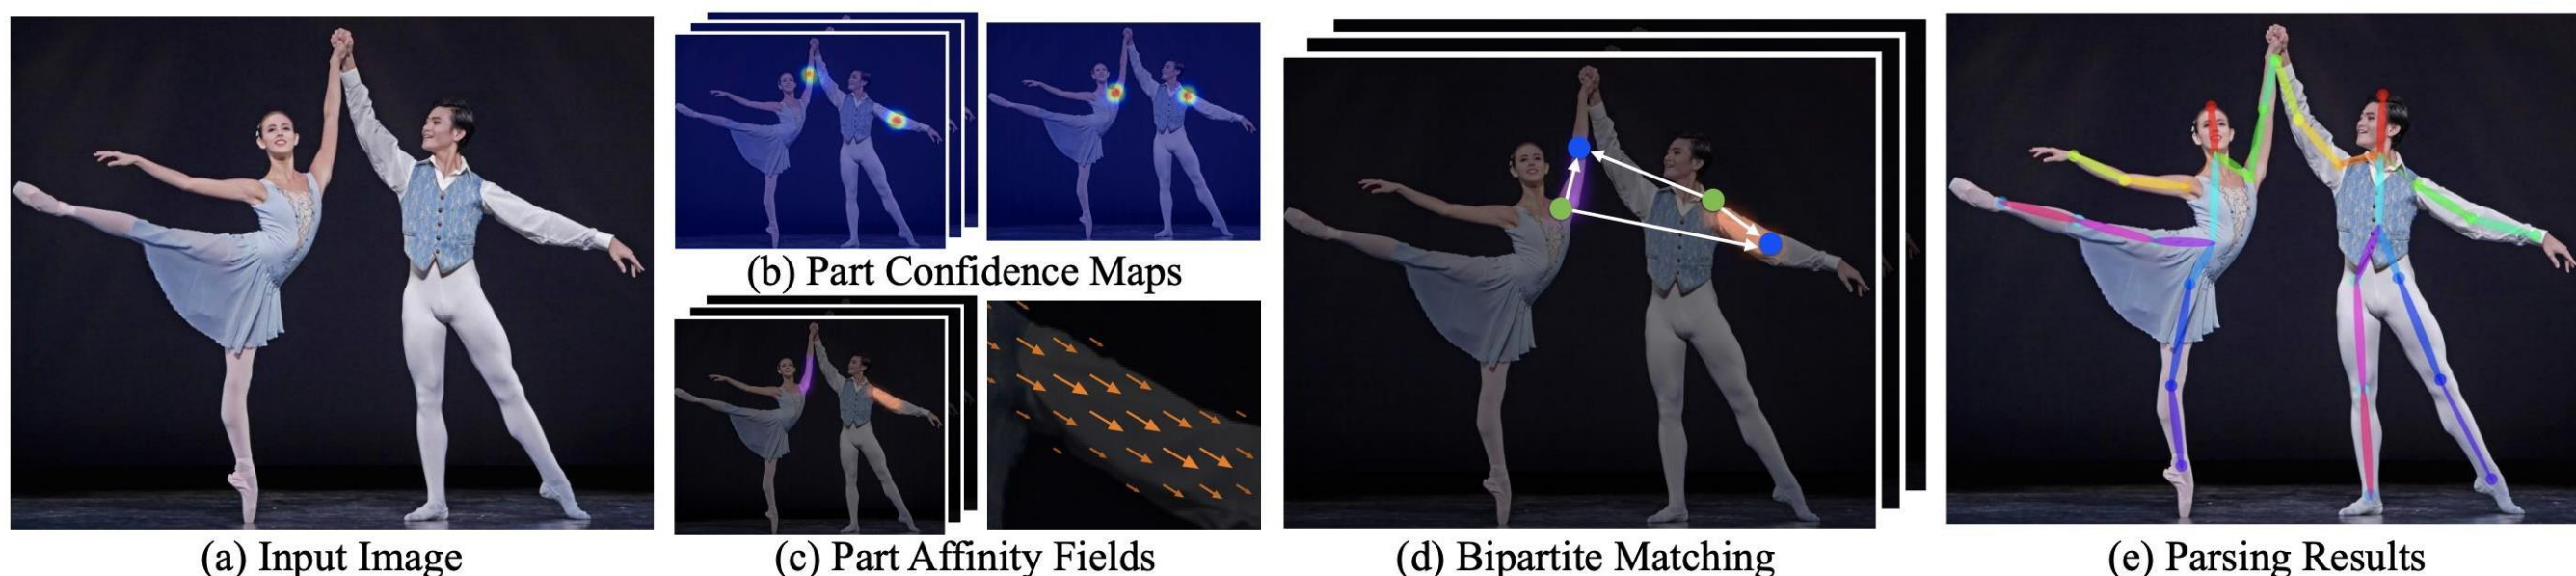 (a) Input Image
(b) Part Confidence Maps
(c) Part Affinity Fields
(d) Bipartite Matching
(e) Parsing Results